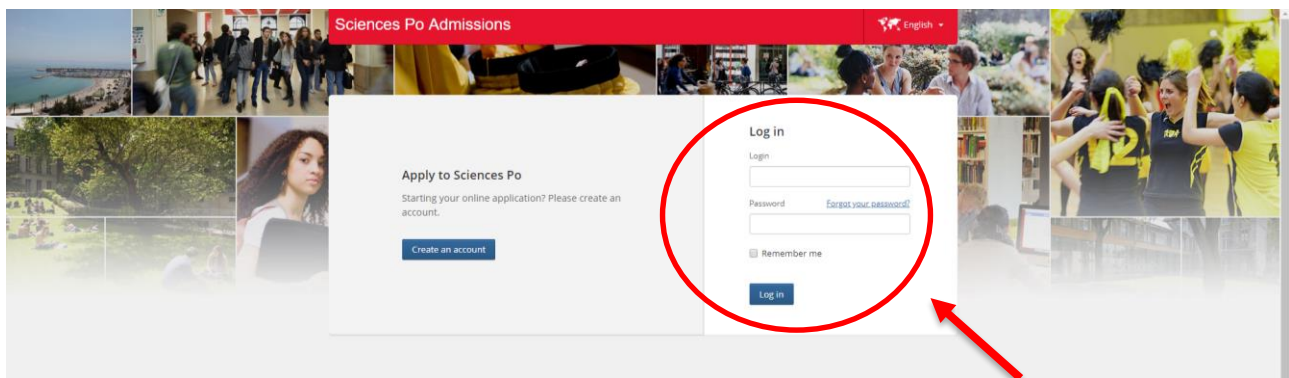 Sciences Po Admissions
English
Apply to Sciences Po
Starting your online application? Please create an
account.
Create an account
Log in
Login
Password Forgot your password?
Remember me
Log in
12